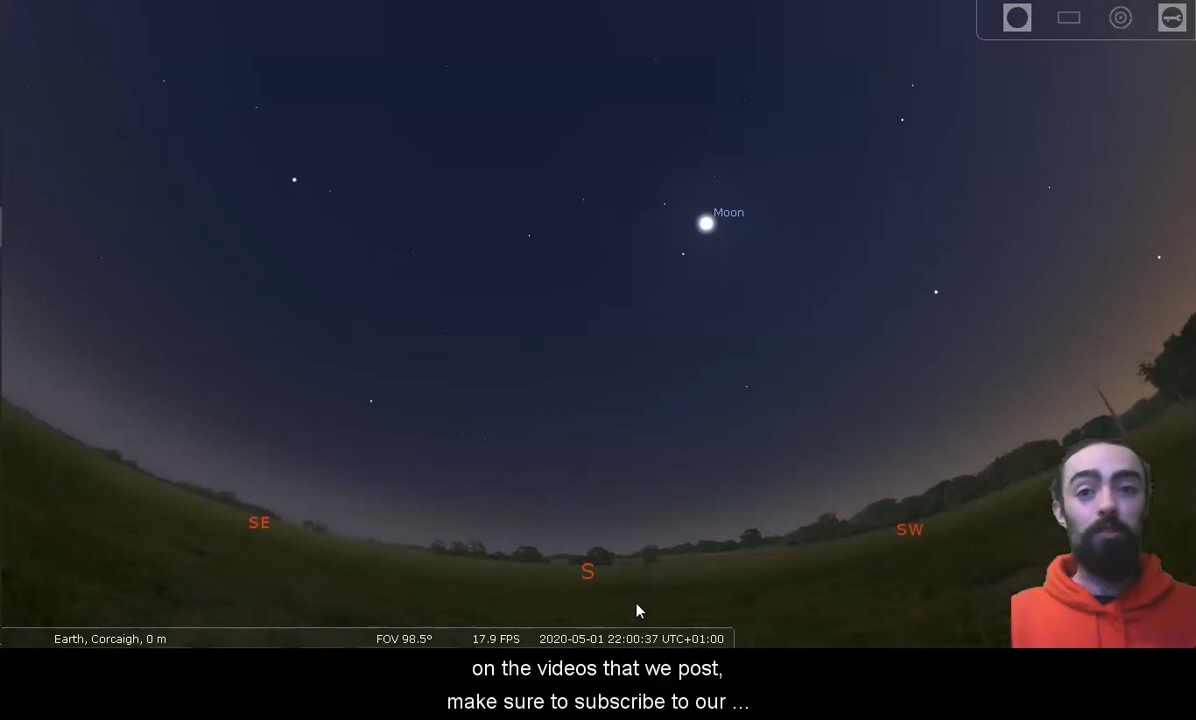 Moon
SE
SW
S
Earth, Corcaigh, 0 m FOV 98.5° 17.9 FPS 2020-05-01 22:00:37 UTC+01:00
on the videos that we post,
make sure to subscribe to our ...